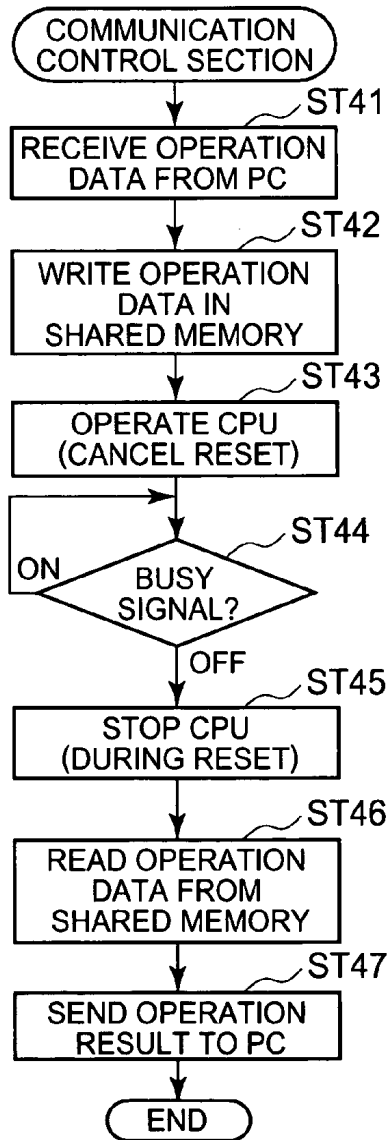 COMMUNICATION
CONTROL SECTION
ST41
RECEIVE OPERATION
DATA FROM PC
ST42
WRITE OPERATION
DATA IN
SHARED MEMORY
ST43
OPERATE CPU
(CANCEL RESET)
ST44
ON
BUSY
SIGNAL?
OFF
ST45
STOP CPU
(DURING RESET)
ST46
READ OPERATION
DATA FROM
SHARED MEMORY
ST47
SEND OPERATION
RESULT TO PC
END